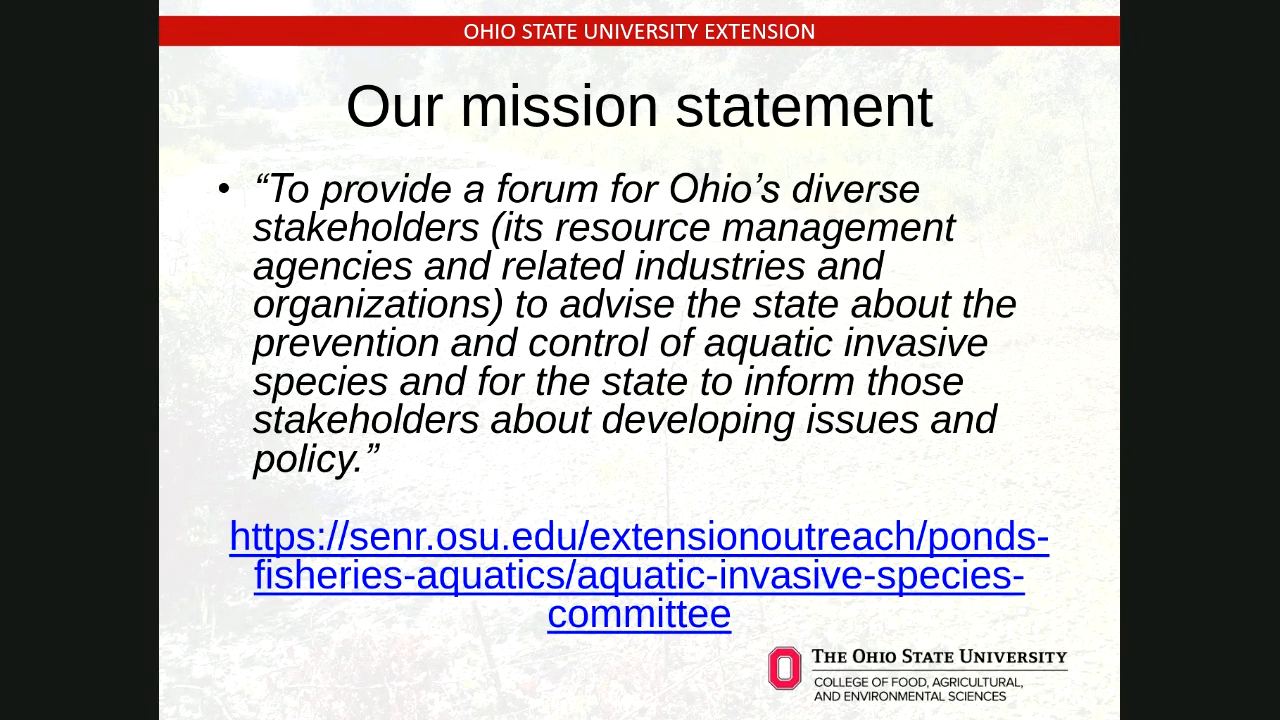 OHIO STATE UNIVERSITY EXTENSION
Our mission statement
• “To provide a forum for Ohio’s diverse
stakeholders (its resource management
agencies and related industries and
organizations) to advise the state about the
prevention and control of aquatic invasive
species and for the state to inform those
stakeholders about developing issues and
policy.”
https://senr.osu.edu/extensionoutreach/ponds-
fisheries-aquatics/aquatic-invasive-species-
committee
THE OHIO STATE UNIVERSITY
COLLEGE OF FOOD, AGRICULTURAL,
AND ENVIRONMENTAL SCIENCES